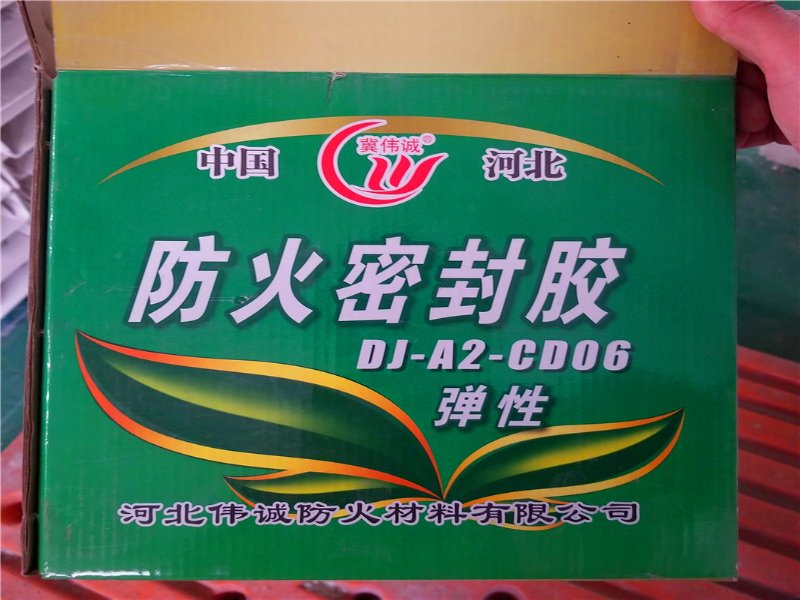 冀伟诚®
中国 河北
防火密封胶
DJ-A2-CD06
弹性
河北伟诚防火材料有限公司